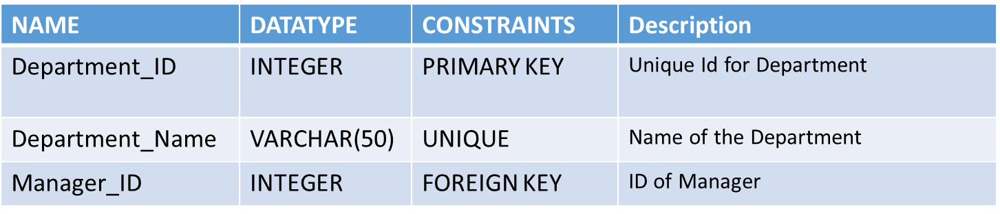 NAME DATATYPE CONSTRAINTS Description
Department_ID INTEGER PRIMARY KEY Unique Id for Department
Department_Name VARCHAR(50) UNIQUE Name of the Department
Manager_ID INTEGER FOREIGN KEY ID of Manager